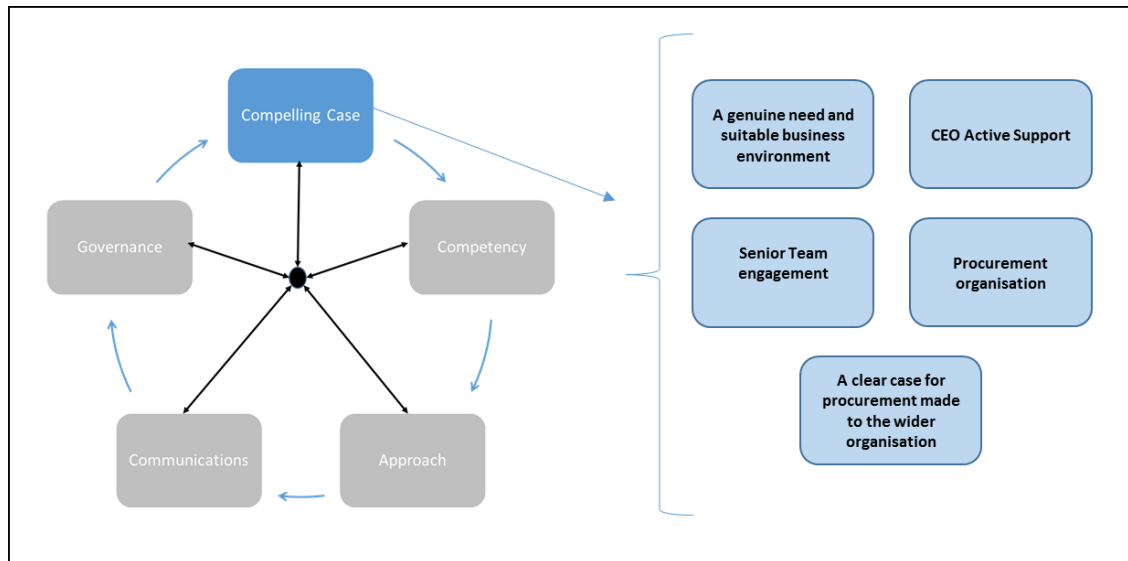 Compelling Case
Governance
Competency
Communications
Approach
A genuine need and
suitable business
environment
CEO Active Support
Senior Team
engagement
Procurement
organisation
A clear case for
procurement made
to the wider
organisation